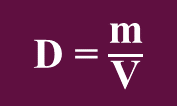 D = m/V